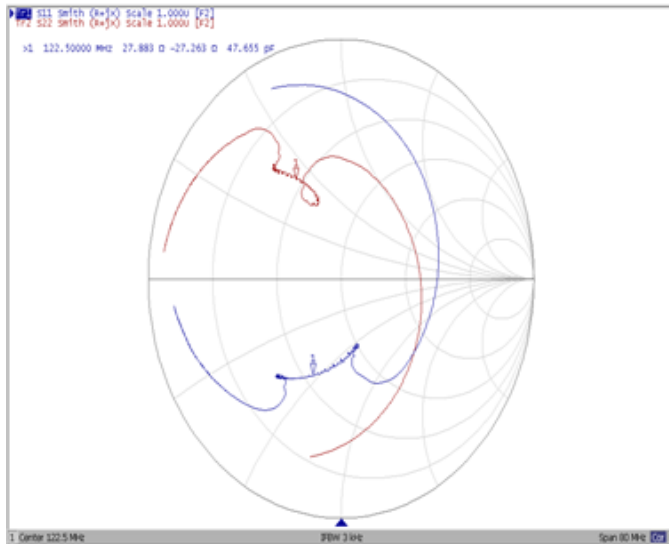 Tr1 S11 Smith (R+jX) Scale 1.000U [F2]
Tr2 S22 Smith (R+jX) Scale 1.000U [F2]
>1 122.50000 MHz 27.883 Ω -27.263 Ω 47.655 pF
1 Center 122.5 MHz IFBW 3 kHz Span 80 MHz